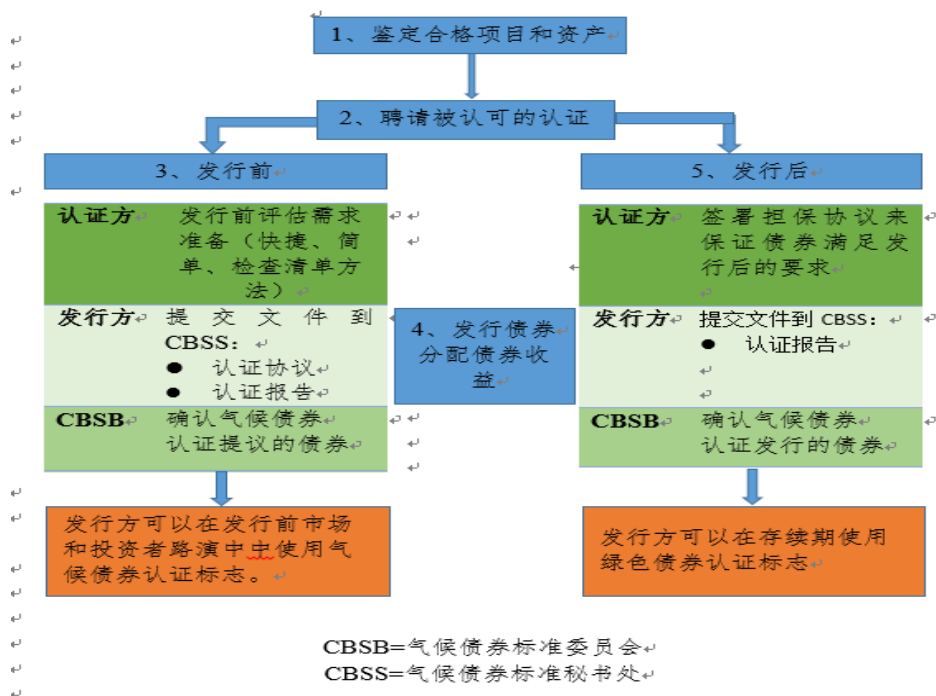 1、鉴定合格项目和资产
2、聘请被认可的认证
3、发行前
认证方 发行前评估需求
准备（快捷、简
单、检查清单方
法）
发行方 提交文件到
CBSS：
● 认证协议
● 认证报告
CBSB 确认气候债券
认证提议的债券
发行方可以在发行前市场
和投资者路演中中使用气
候债券认证标志。
4、发行债券
分配债券收
益
5、发行后
认证方 签署担保协议来
保证债券满足发
行后的要求
发行方 提交文件到 CBSS：
● 认证报告
CBSB 确认气候债券
认证发行的债券
发行方可以在存续期使用
绿色债券认证标志
CBSB=气候债券标准委员会
CBSS=气候债券标准秘书处